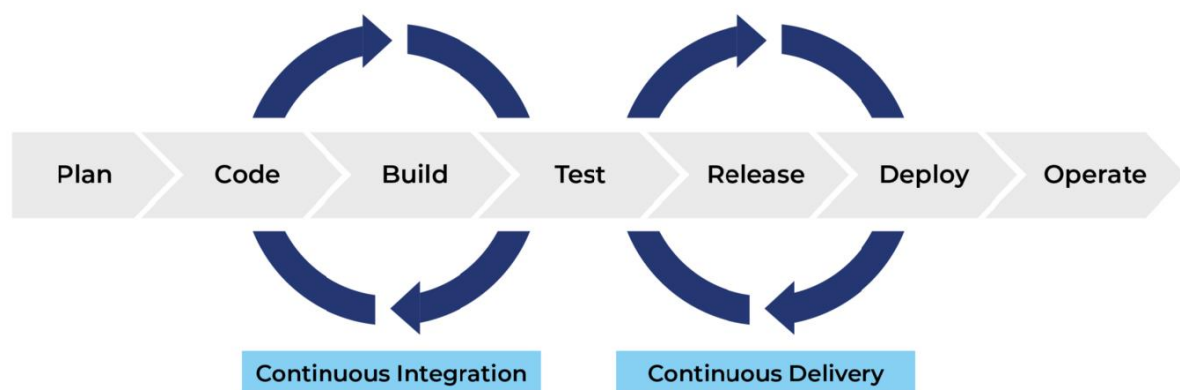 Plan Code Build Test Release Deploy Operate
Continuous Integration Continuous Delivery